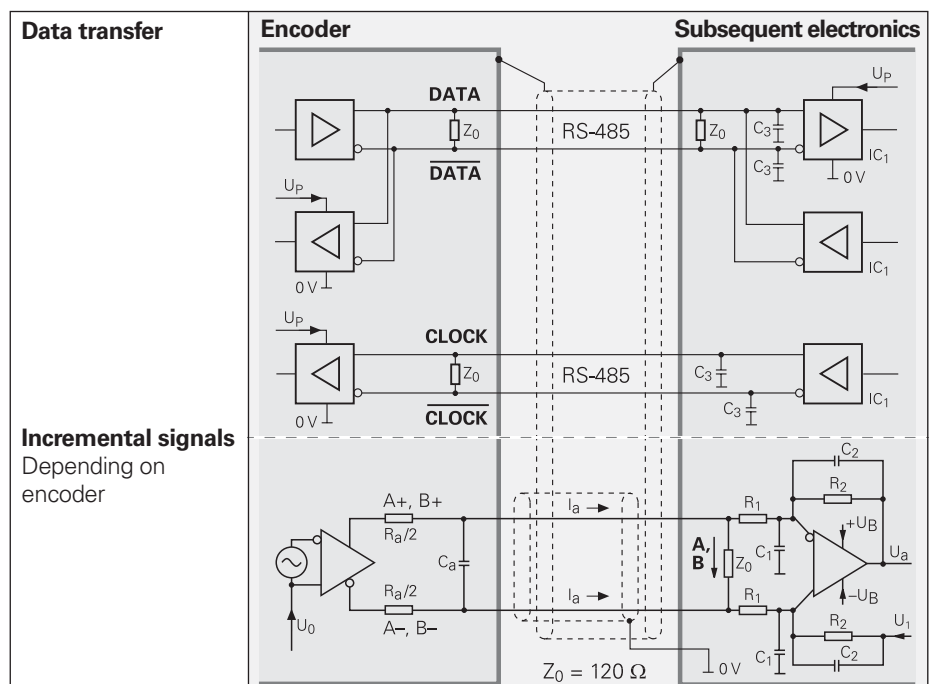 Data transfer
Encoder
Subsequent electronics
UP
DATA
Z0
RS-485
Z0
C3
DATA
C3
IC1
0 V
UP
0 V
IC1
UP
CLOCK
Z0
RS-485
C3
CLOCK
C3
0 V
IC1
Incremental signals
Depending on
encoder
C2
R2
A+, B+
Ia
R1
+UB
Ra/2
Ca
A,
B
Z0
C1
Ua
Ra/2
Ia
R1
–UB
A–, B–
U0
C1
R2
U1
C2
Z0 = 120 Ω
0 V